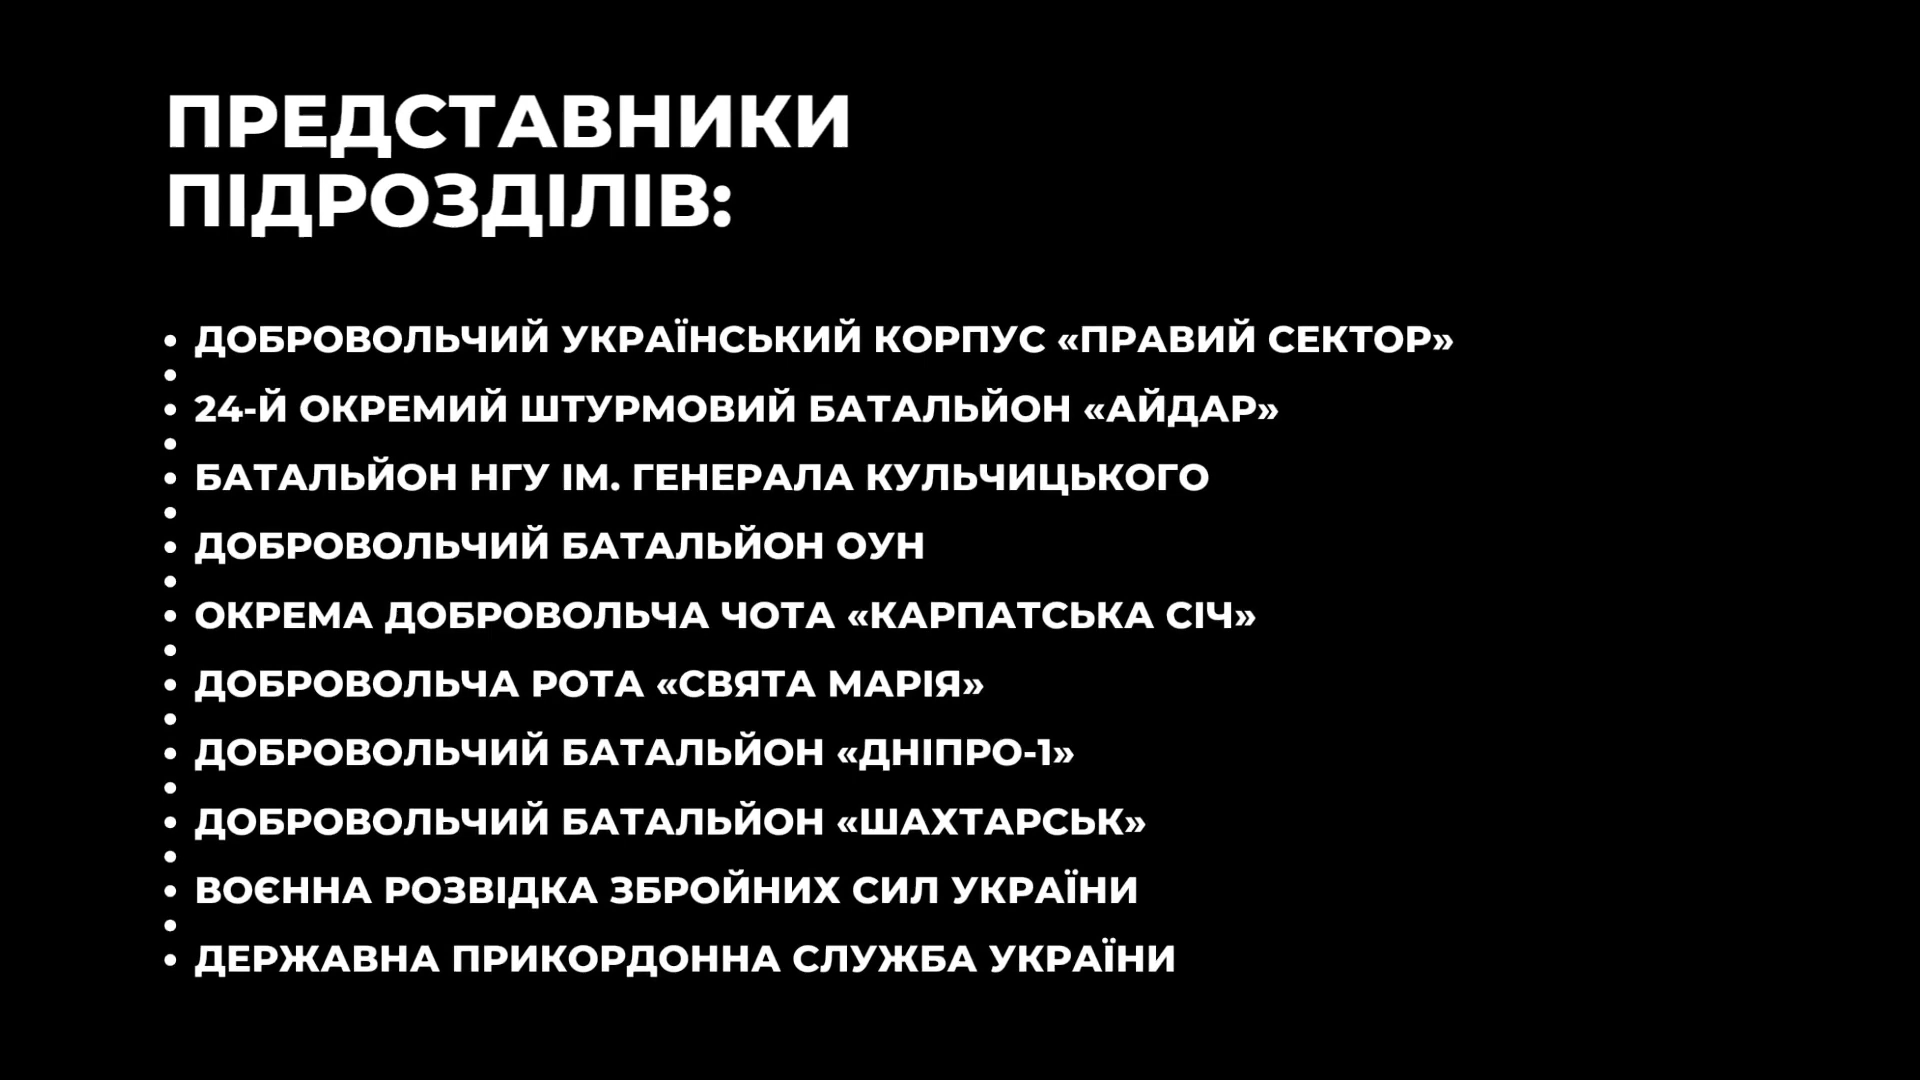 ПРЕДСТАВНИКИ
ПІДРОЗДІЛІВ:
• ДОБРОВОЛЬЧИЙ УКРАЇНСЬКИЙ КОРПУС «ПРАВИЙ СЕКТОР»
•
• 24-Й ОКРЕМИЙ ШТУРМОВИЙ БАТАЛЬЙОН «АЙДАР»
•
• БАТАЛЬЙОН НГУ ІМ. ГЕНЕРАЛА КУЛЬЧИЦЬКОГО
•
• ДОБРОВОЛЬЧИЙ БАТАЛЬЙОН ОУН
•
• ОКРЕМА ДОБРОВОЛЬЧА ЧОТА «КАРПАТСЬКА СІЧ»
•
• ДОБРОВОЛЬЧА РОТА «СВЯТА МАРІЯ»
•
• ДОБРОВОЛЬЧИЙ БАТАЛЬЙОН «ДНІПРО-1»
•
• ДОБРОВОЛЬЧИЙ БАТАЛЬЙОН «ШАХТАРСЬК»
•
• ВОЄННА РОЗВІДКА ЗБРОЙНИХ СИЛ УКРАЇНИ
•
• ДЕРЖАВНА ПРИКОРДОННА СЛУЖБА УКРАЇНИ